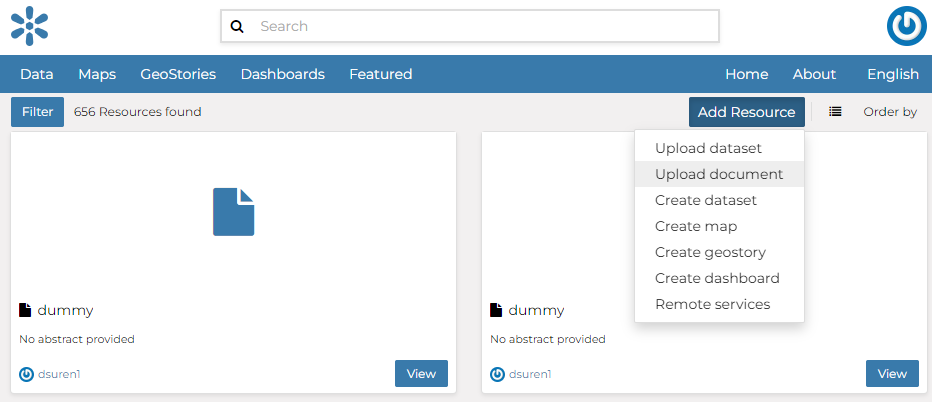 Search
Data Maps GeoStories Dashboards Featured Home About English
Filter 656 Resources found Add Resource Order by
Upload dataset
Upload document
Create dataset
Create map
Create geostory
Create dashboard
Remote services
dummy
No abstract provided
dsuren1 View
dummy
No abstract provided
dsuren1 View